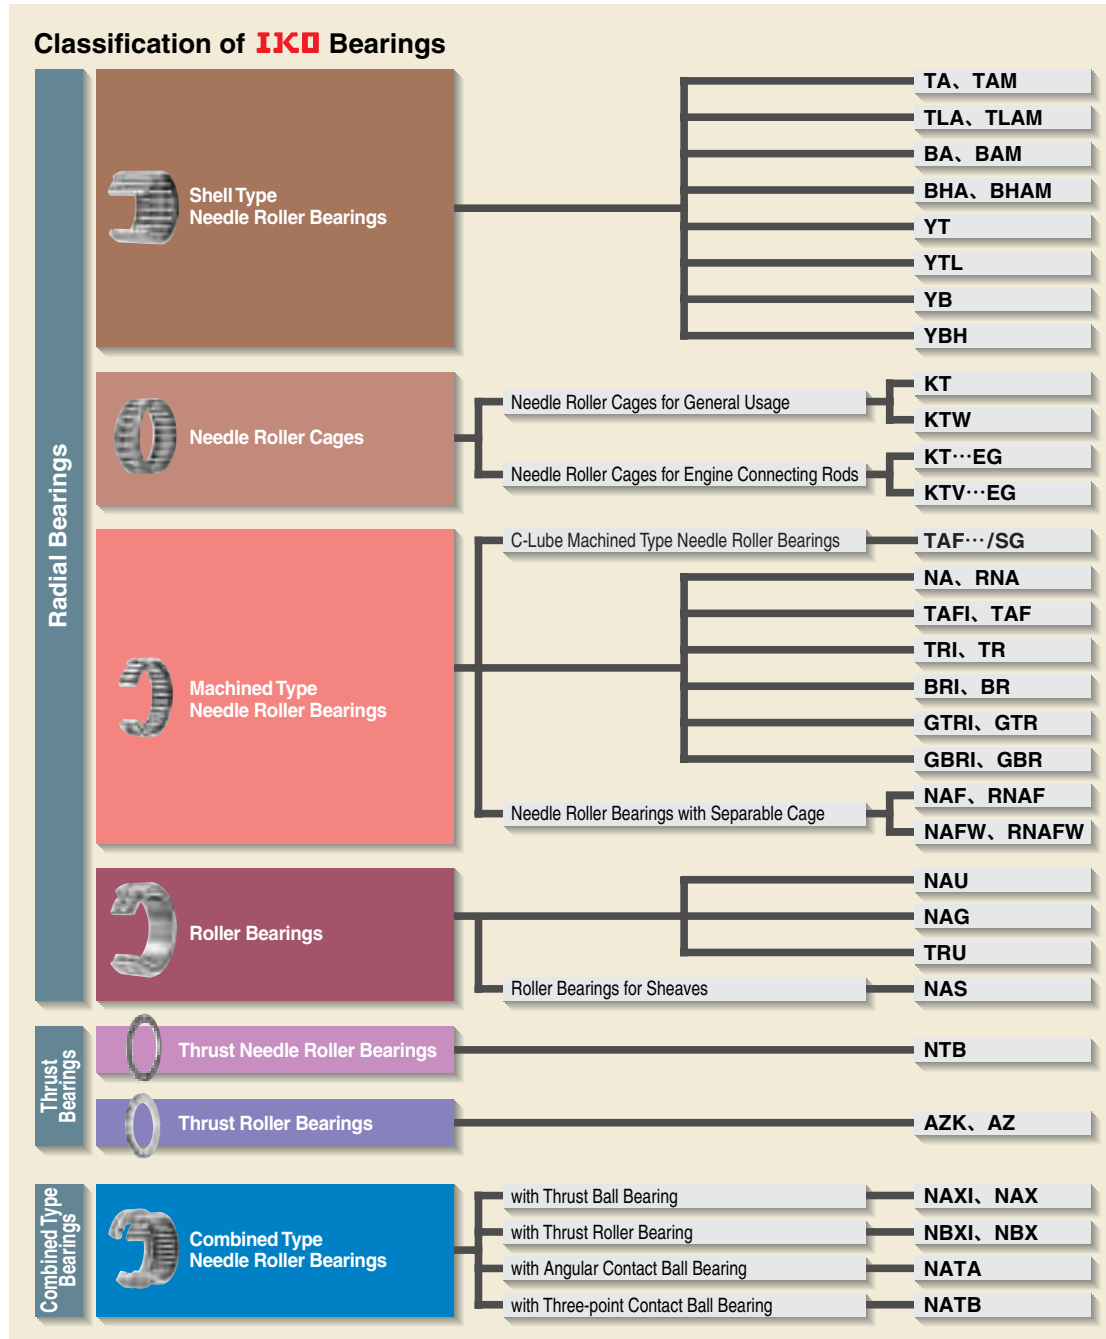 Classification of IKO Bearings
Radial Bearings
Shell Type
Needle Roller Bearings
TA、TAM
TLA、TLAM
BA、BAM
BHA、BHAM
YT
YTL
YB
YBH
Needle Roller Cages
Needle Roller Cages for General Usage
KT
KTW
Needle Roller Cages for Engine Connecting Rods
KT···EG
KTV···EG
Machined Type
Needle Roller Bearings
C-Lube Machined Type Needle Roller Bearings
TAF···/SG
NA、RNA
TAFI、TAF
TRI、TR
BRI、BR
GTRI、GTR
GBRI、GBR
Needle Roller Bearings with Separable Cage
NAF、RNAF
NAFW、RNAFW
Roller Bearings
NAU
NAG
TRU
Roller Bearings for Sheaves
NAS
Thrust
Bearings
Thrust Needle Roller Bearings
NTB
Thrust Roller Bearings
AZK、AZ
Combined Type
Bearings
Combined Type
Needle Roller Bearings
with Thrust Ball Bearing
NAXI、NAX
with Thrust Roller Bearing
NBXI、NBX
with Angular Contact Ball Bearing
NATA
with Three-point Contact Ball Bearing
NATB